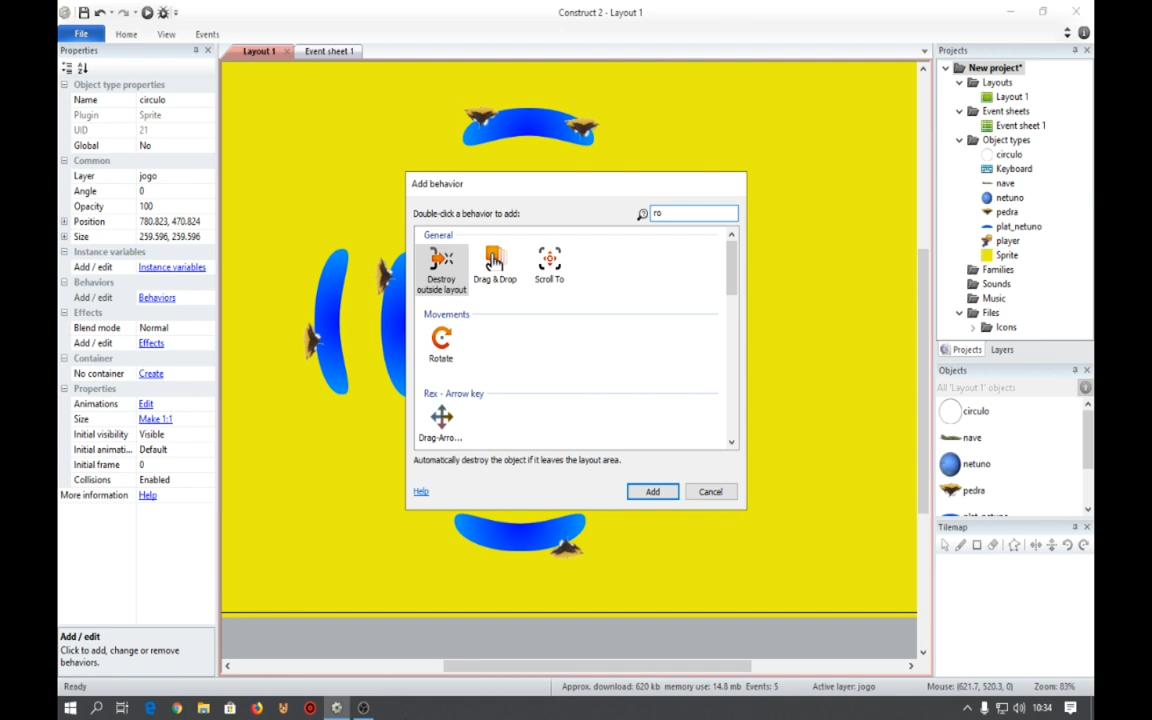 Construct 2 - Layout 1
File
Home
View
Events
Properties
Object type properties
Name circulo
Plugin Sprite
UID 21
Global No
Common
Layer jogo
Angle 0
Opacity 100
Position 780.823, 470.824
Size 259.596, 259.596
Instance variables
Add / edit Instance variables
Behaviors
Add / edit Behaviors
Effects
Blend mode Normal
Add / edit Effects
Container
No container Create
Properties
Animations Edit
Size Make 1:1
Initial visibility Visible
Initial animati... Default
Initial frame 0
Collisions Enabled
More information Help
Add / edit
Click to add, change or remove
behaviors.
Layout 1
Event sheet 1
Add behavior
Double-click a behavior to add:
ro
General
Destroy
outside layout
Drag & Drop
Scroll To
Movements
Rotate
Rex - Arrow key
Drag-Arro...
Automatically destroy the object if it leaves the layout area.
Help
Add
Cancel
Projects
New project*
Layouts
Layout 1
Event sheets
Event sheet 1
Object types
circulo
Keyboard
nave
netuno
pedra
plat_netuno
player
Sprite
Families
Sounds
Music
Files
Icons
Projects
Layers
Objects
All 'Layout 1' objects
circulo
nave
netuno
pedra
plat_netuno
Tilemap
Ready
Approx. download: 620 kb
memory use: 14.8 mb
Events: 5
Active layer: jogo
Mouse: (621.7, 520.3, 0)
Zoom: 83%
10:34